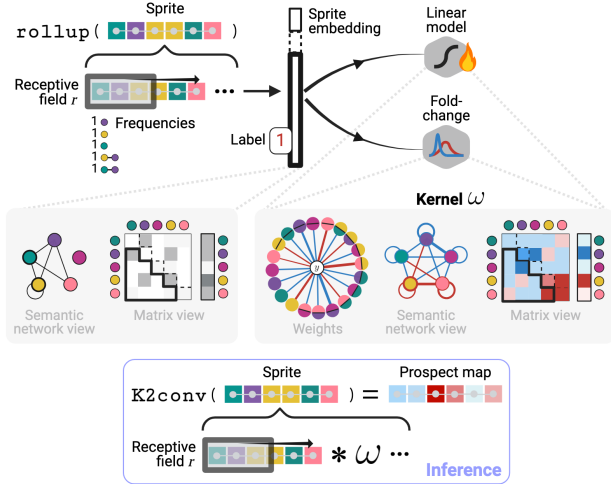 Sprite
rollup( )
Receptive
field r
...
1 Frequencies
1
1
1
1
Sprite
embedding
Label 1
Linear
model
Fold-
change
Kernel ω
Semantic
network view
Matrix view
Weights
Semantic
network view
Matrix view
Sprite
Prospect map
K2conv( ) =
Receptive
field r
* ω ...
Inference